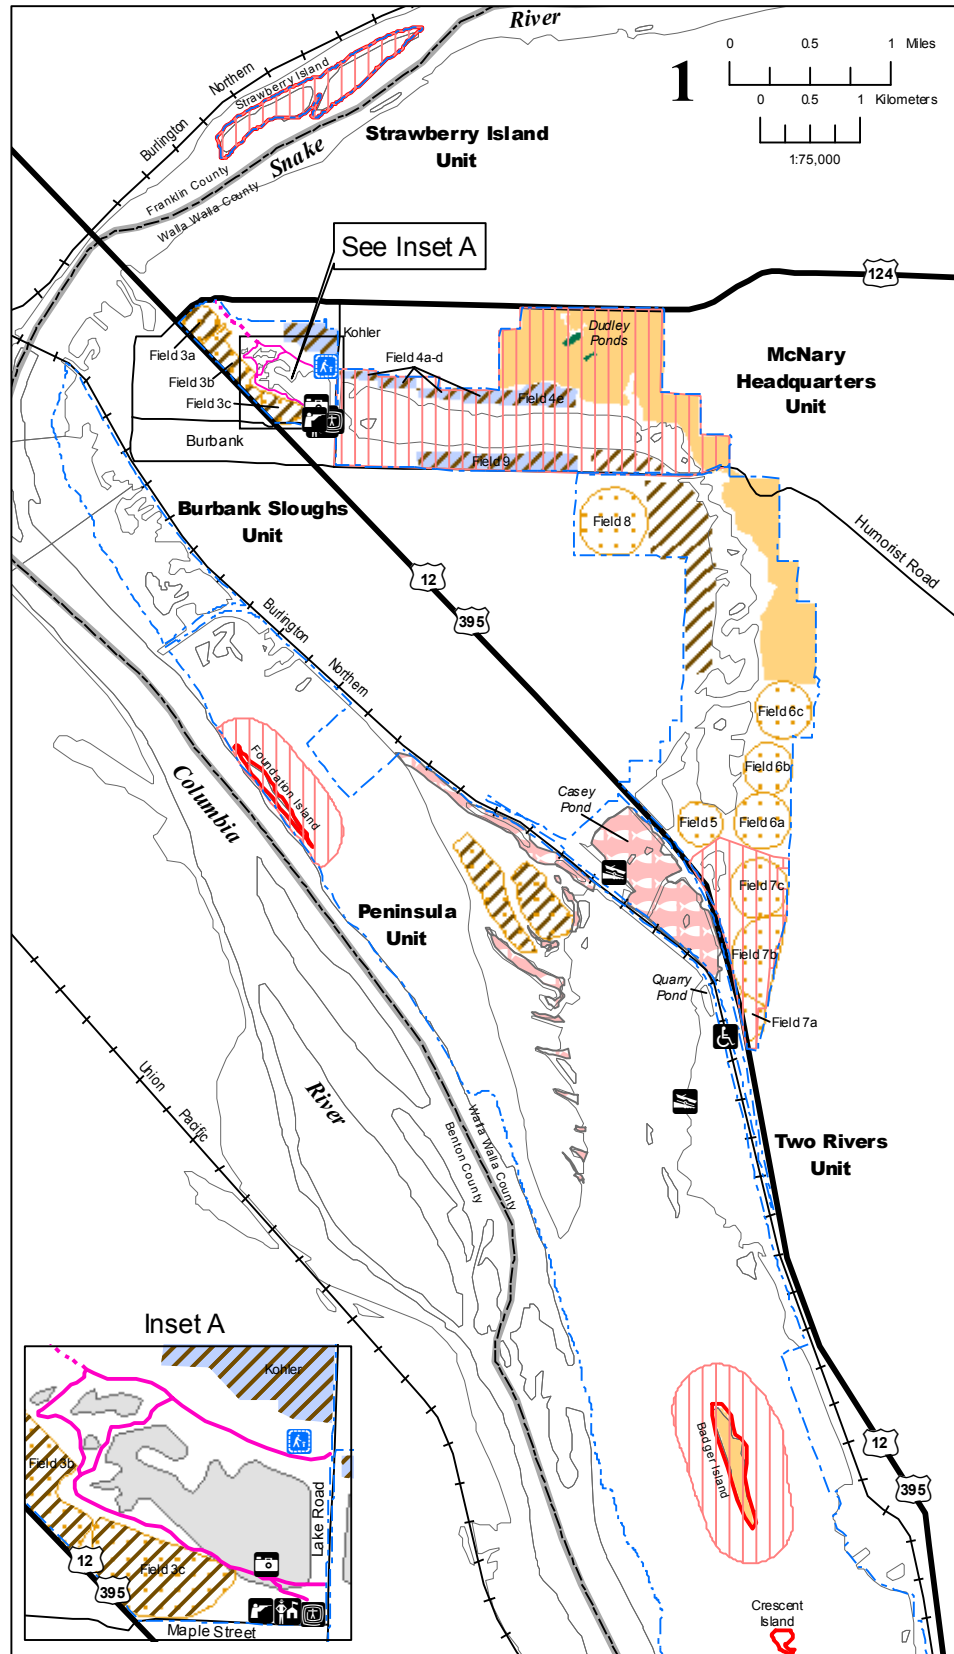 River
0 0.5 1 Miles
1
0 0.5 1 Kilometers
1:75,000
Northern
Strawberry Island
Burlington
Strawberry Island
Unit
Snake
Franklin County
Walla Walla County
See Inset A
124
Kohler
Dudley
Ponds
Field 3a
Field 4a-d
McNary
Headquarters
Unit
Field 3b
Field 3c
Field 4e
Burbank
Field 9
Burbank Sloughs
Unit
Field 8
Humorist Road
12
Burlington
395
Northern
Field 6c
Foundation Island
Columbia
Field 6b
Casey
Pond
Field 5
Field 6a
Field 7c
Peninsula
Unit
Field 7b
Quarry
Pond
Field 7a
Union
Pacific
River
Walla Walla County
Benton County
Two Rivers
Unit
Inset A
Kohler
Field 3b
Lake Road
12
395
Field 3c
Maple Street
Badger Island
12
395
Crescent
Island